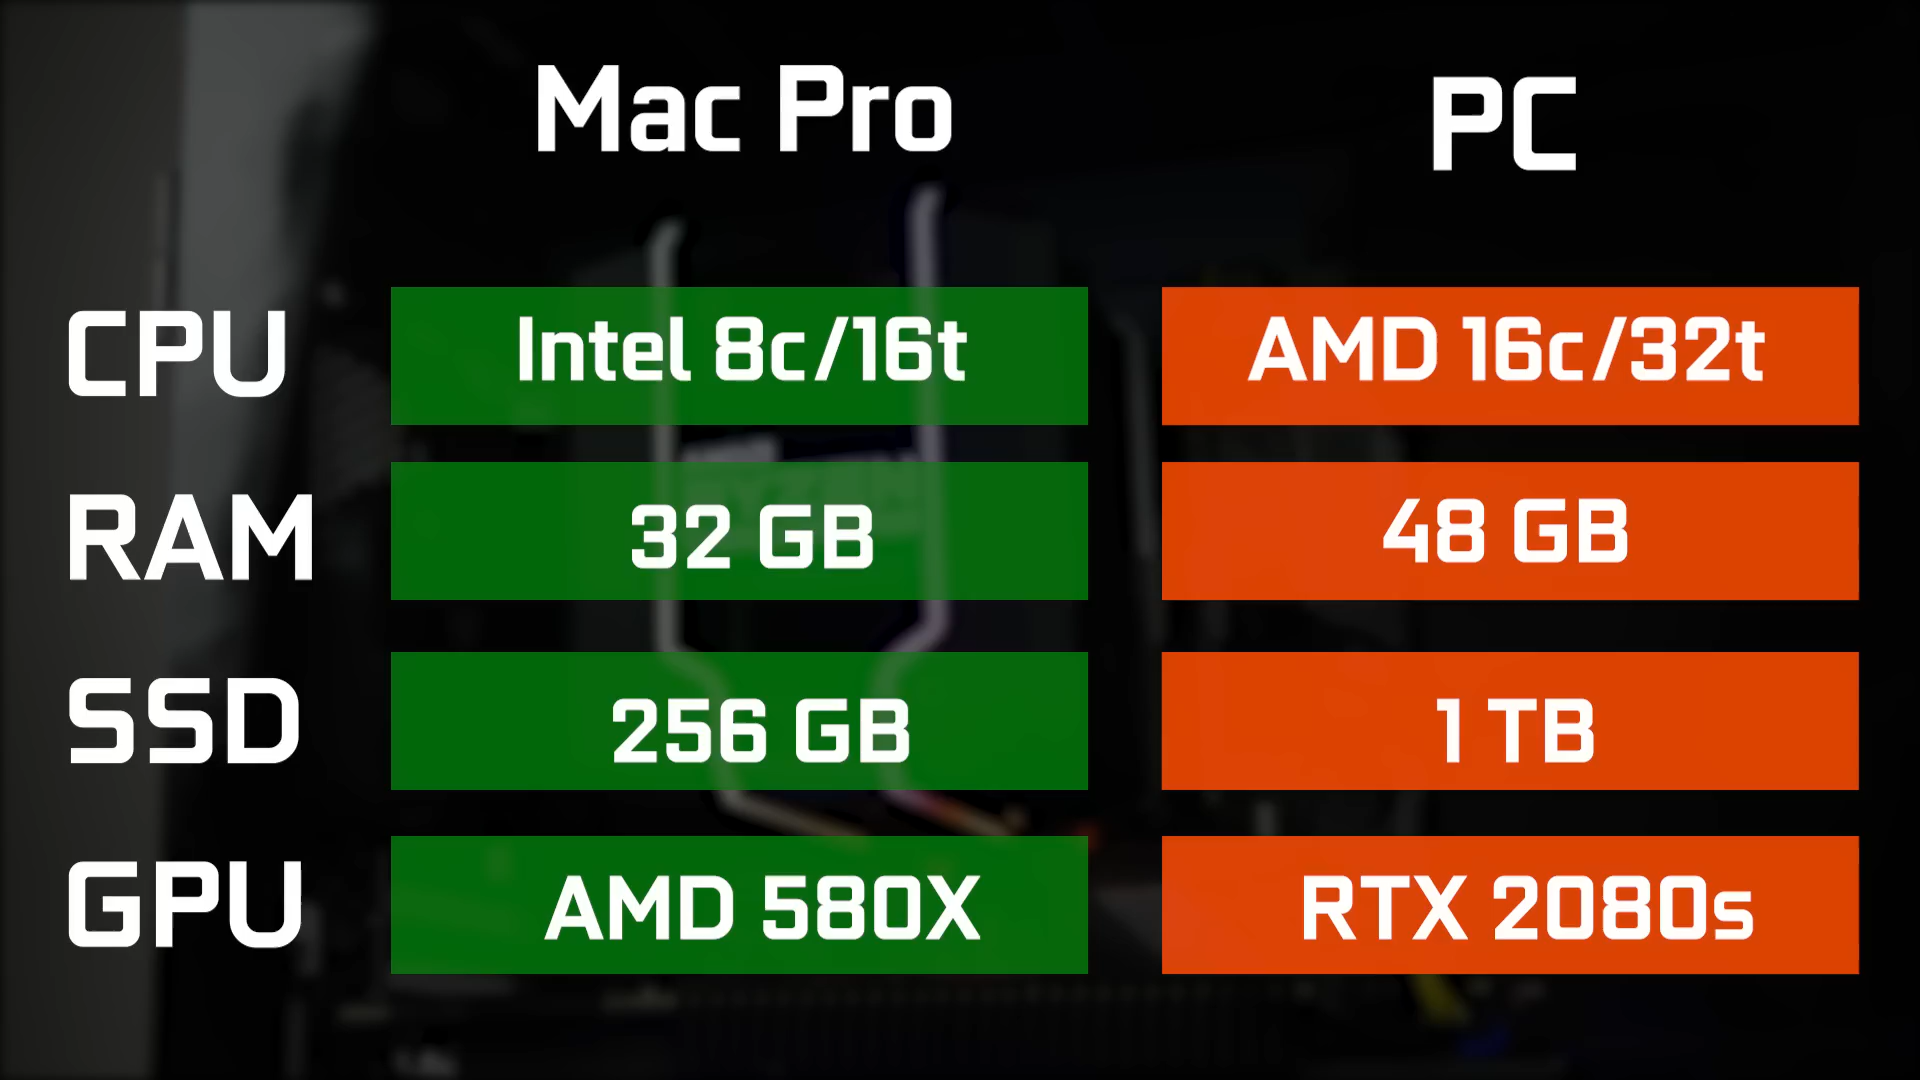 Mac Pro PC
CPU Intel 8c/16t AMD 16c/32t
RAM 32 GB 48 GB
SSD 256 GB 1 TB
GPU AMD 580X RTX 2080s